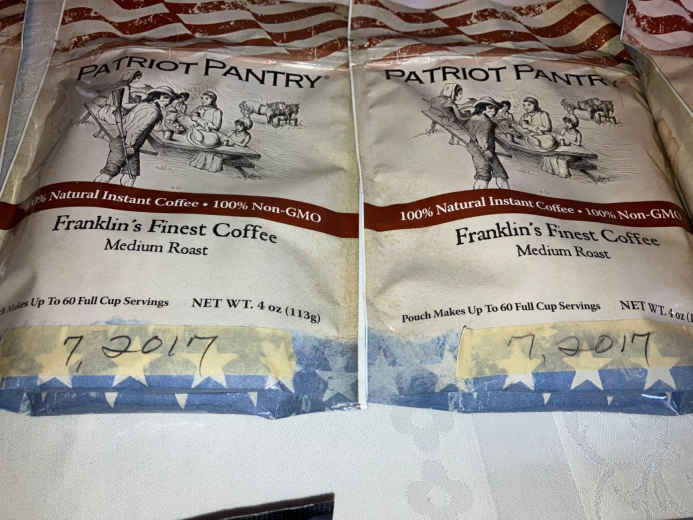 PATRIOT PANTRY®
Natural Instant Coffee • 100% Non-GMO
Franklin's Finest Coffee
Medium Roast
Makes Up To 60 Full Cup Servings
NET WT. 4 oz (113g)
7, 2017
PATRIOT PANTRY
100% Natural Instant Coffee • 100% Non-GMO
Franklin's Finest Coffee
Medium Roast
Pouch Makes Up To 60 Full Cup Servings
NET WT. 4 oz
7, 2017